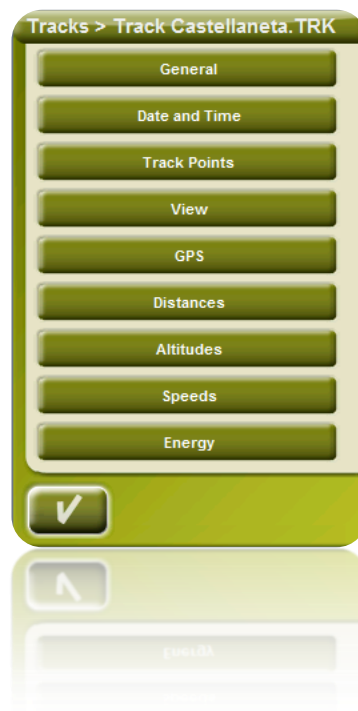 Tracks > Track Castellaneta.TRK
General
Date and Time
Track Points
View
GPS
Distances
Altitudes
Speeds
Energy